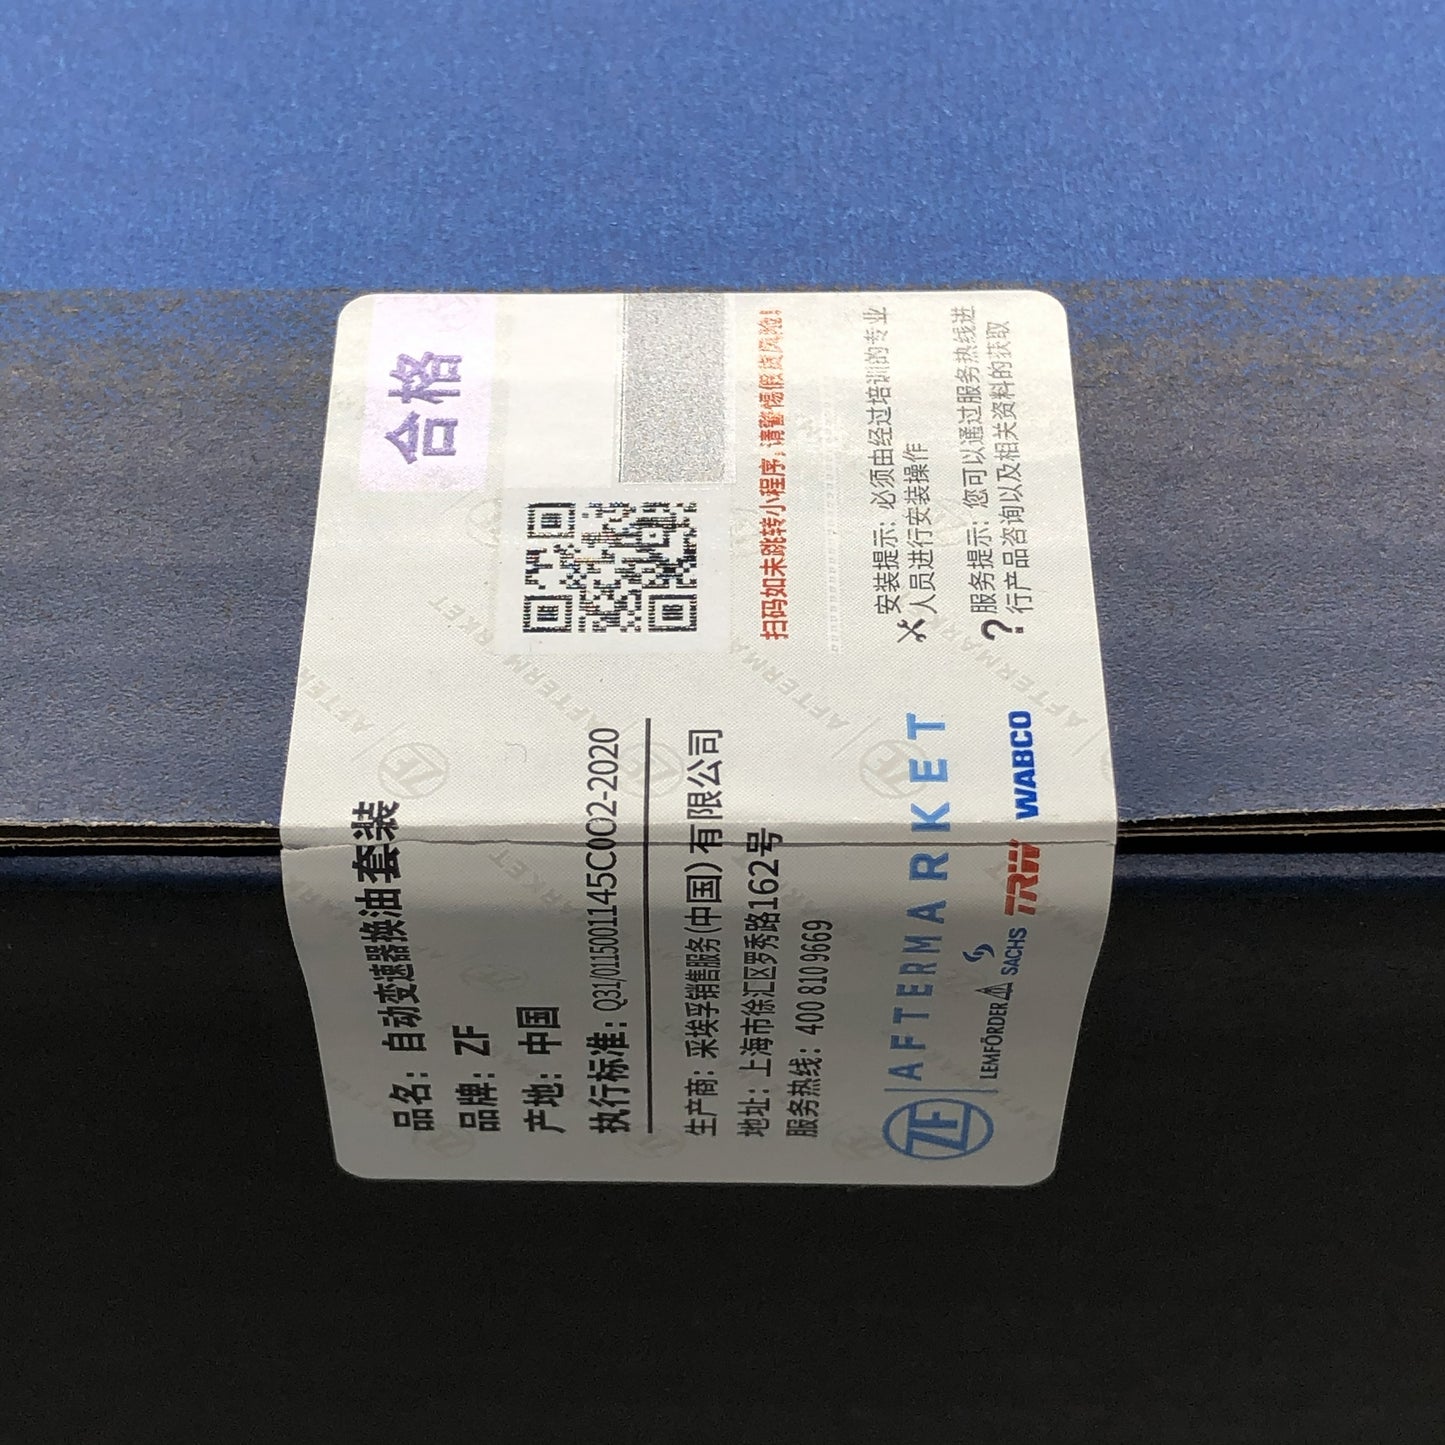 品名：自动变速器换油套装
品牌：ZF
产地：中国
执行标准：Q31/0115001145C002-2020
生产商：采埃孚销售服务(中国)有限公司
地址：上海市徐汇区罗秀路162号
服务热线：400 810 9669
ZF | AFTERMARKET
LEMFÖRDER SACHS TRW WABCO
合格
扫码如未跳转小程序，请警惕假货风险！
安装提示：必须由经过培训的专业
人员进行安装操作
? 服务提示：您可以通过服务热线进
行产品咨询以及相关资料的获取